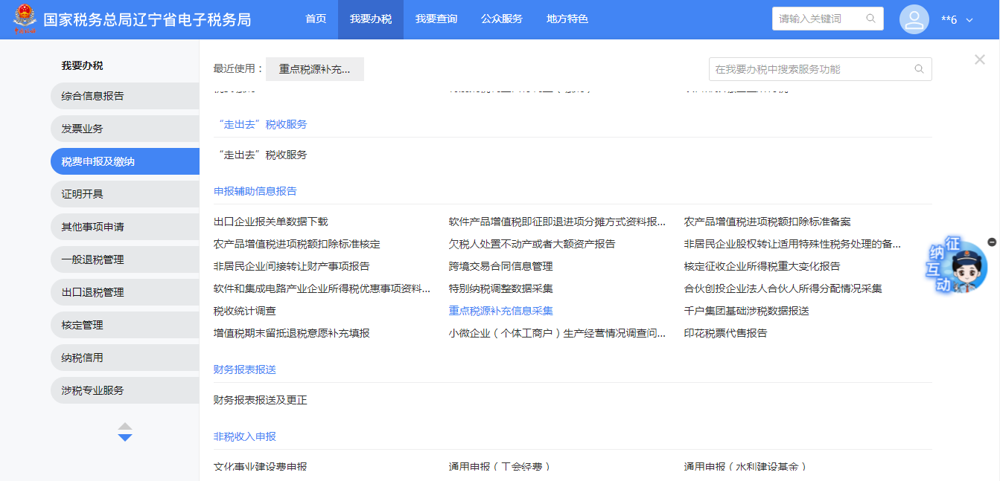 国家税务总局辽宁省电子税务局 首页 我要办税 我要查询 公众服务 地方特色 请输入关键词 **6
我要办税
综合信息报告
发票业务
税费申报及缴纳
证明开具
其他事项申请
一般退税管理
出口退税管理
核定管理
纳税信用
涉税专业服务
最近使用： 重点税源补充... 在我要办税中搜索服务功能
“走出去”税收服务
“走出去”税收服务
申报辅助信息报告
出口企业报关单数据下载 软件产品增值税即征即退进项分摊方式资料报... 农产品增值税进项税额扣除标准备案
农产品增值税进项税额扣除标准核定 欠税人处置不动产或者大额资产报告 非居民企业股权转让适用特殊性税务处理的备...
非居民企业间接转让财产事项报告 跨境交易合同信息管理 核定征收企业所得税重大变化报告
软件和集成电路产业企业所得税优惠事项资料... 特别纳税调整数据采集 合伙创投企业法人合伙人所得分配情况采集
税收统计调查 重点税源补充信息采集 千户集团基础涉税数据报送
增值税期末留抵退税意愿补充填报 小微企业（个体工商户）生产经营情况调查问... 印花税票代售报告
财务报表报送
财务报表报送及更正
非税收入申报
文化事业建设费申报 通用申报（工会经费） 通用申报（水利建设基金）
征纳互动